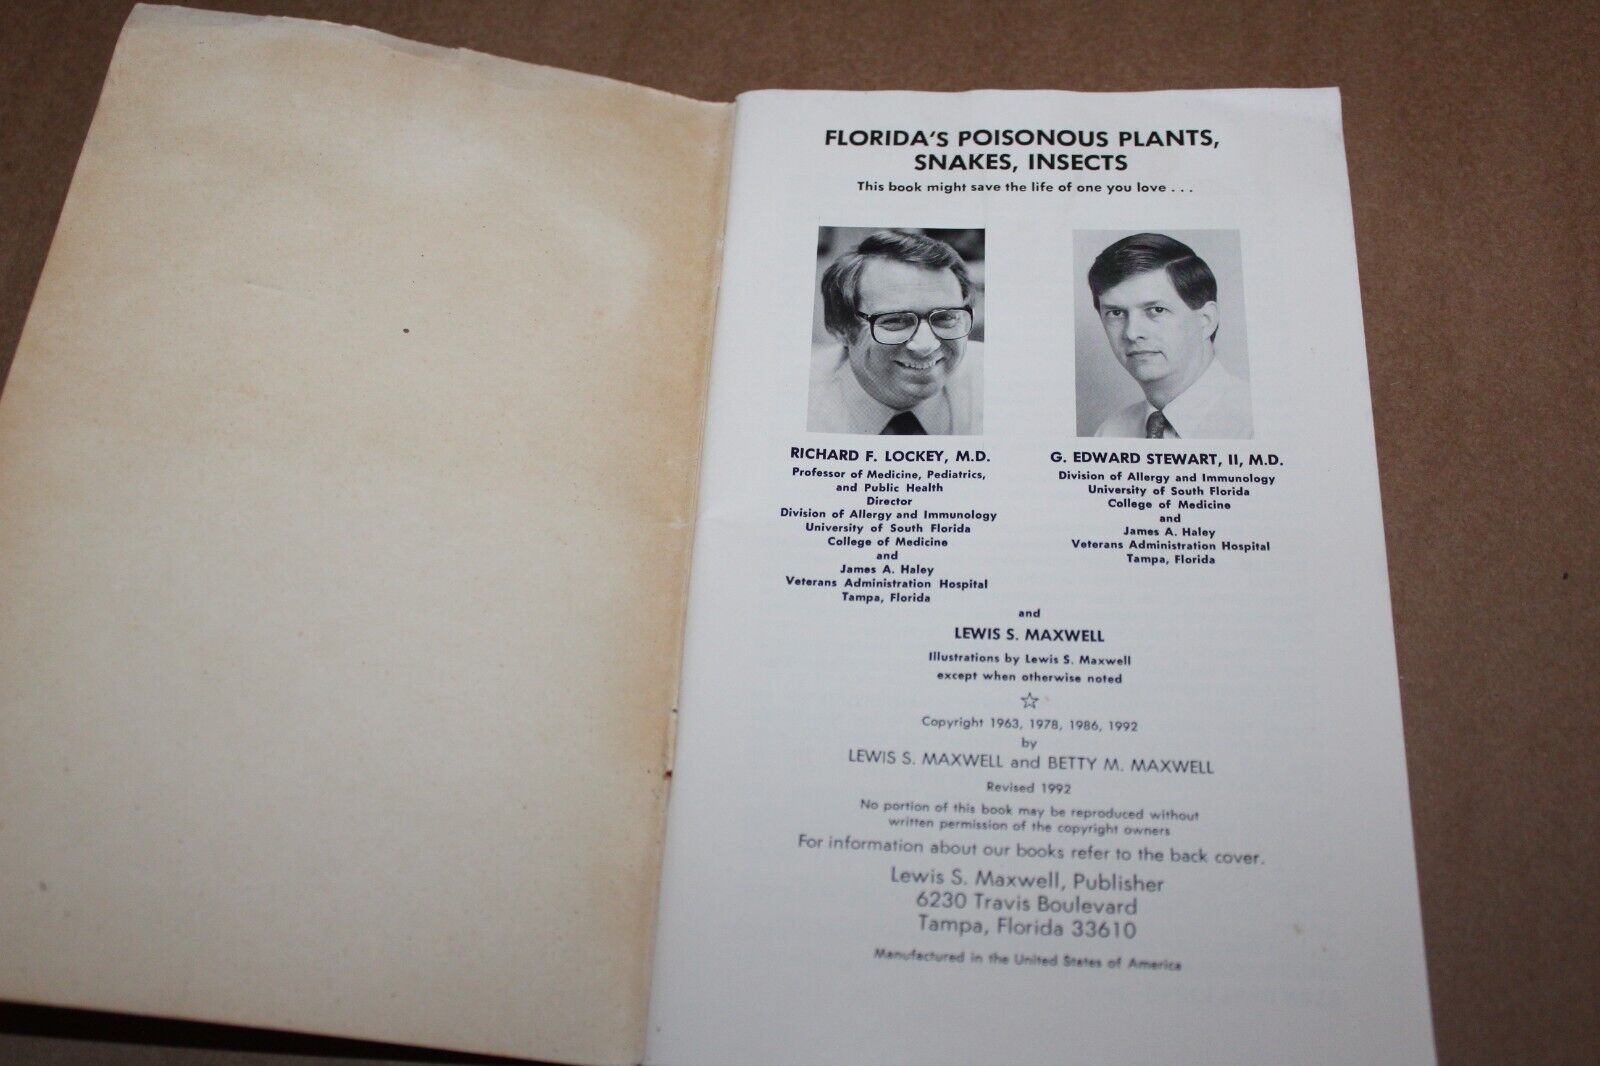 FLORIDA'S POISONOUS PLANTS,
SNAKES, INSECTS
This book might save the life of one you love . . .
RICHARD F. LOCKEY, M.D.
Professor of Medicine, Pediatrics,
and Public Health
Director
Division of Allergy and Immunology
University of South Florida
College of Medicine
and
James A. Haley
Veterans Administration Hospital
Tampa, Florida
G. EDWARD STEWART, II, M.D.
Division of Allergy and Immunology
University of South Florida
College of Medicine
and
James A. Haley
Veterans Administration Hospital
Tampa, Florida
and
LEWIS S. MAXWELL
Illustrations by Lewis S. Maxwell
except when otherwise noted
Copyright 1963, 1978, 1986, 1992
by
LEWIS S. MAXWELL and BETTY M. MAXWELL
Revised 1992
No portion of this book may be reproduced without
written permission of the copyright owners
For information about our books refer to the back cover.
Lewis S. Maxwell, Publisher
6230 Travis Boulevard
Tampa, Florida 33610
Manufactured in the United States of America